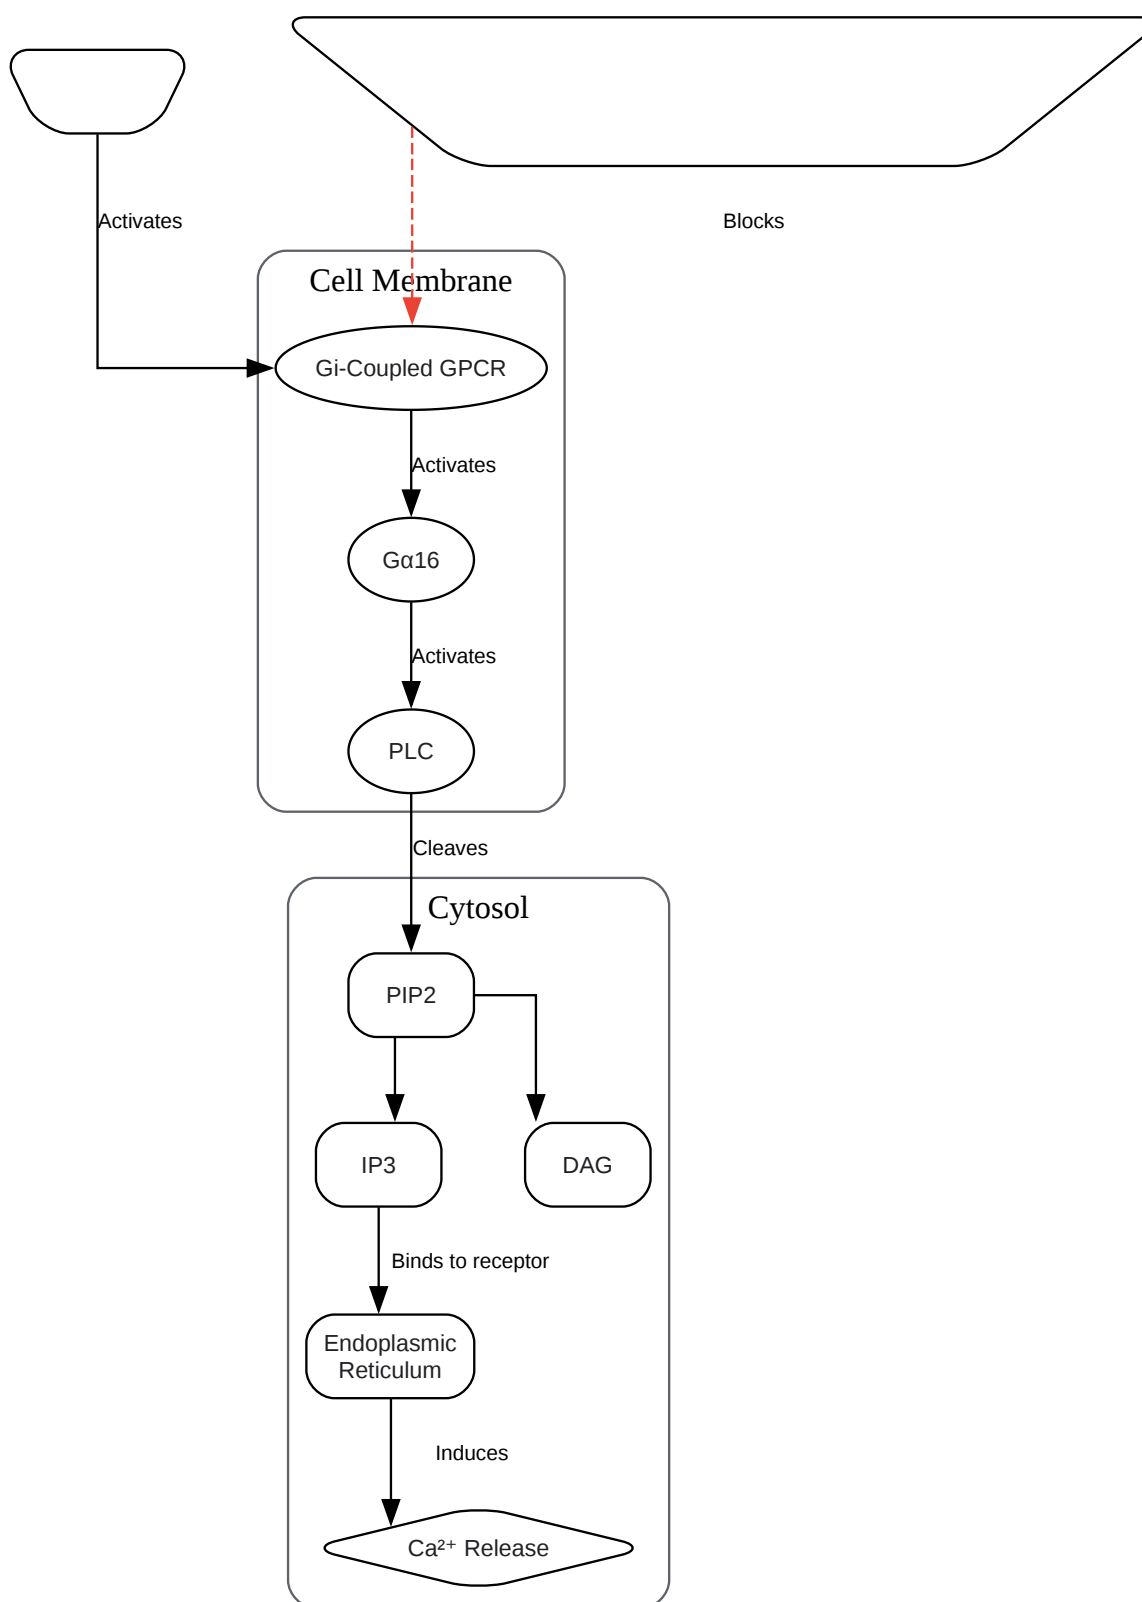 Activates
Blocks
Cell Membrane
Gi-Coupled GPCR
Activates
Gα16
Activates
PLC
Cleaves
Cytosol
PIP2
IP3
DAG
Binds to receptor
Endoplasmic
Reticulum
Induces
Ca²⁺ Release